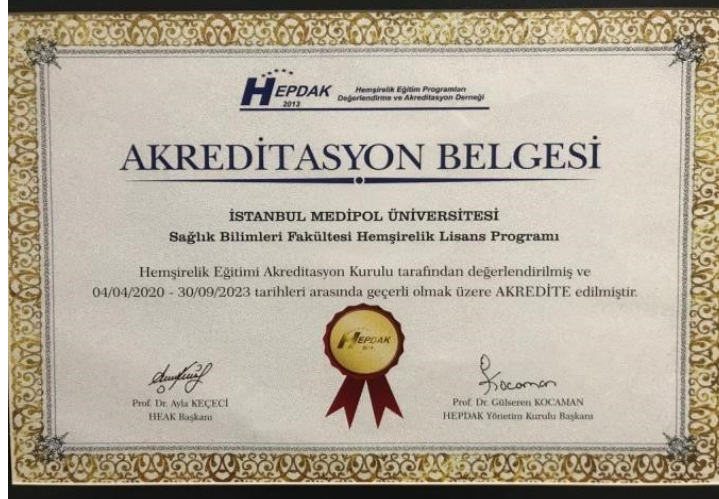 HEPDAK
2013
Hemşirelik Eğitim Programları
Değerlendirme ve Akreditasyon Derneği
AKREDİTASYON BELGESİ
İSTANBUL MEDİPOL ÜNİVERSİTESİ
Sağlık Bilimleri Fakültesi Hemşirelik Lisans Programı
Hemşirelik Eğitimi Akreditasyon Kurulu tarafından değerlendirilmiş ve
04/04/2020 - 30/09/2023 tarihleri arasında geçerli olmak üzere AKREDİTE edilmiştir.
HEPDAK
Kocaman
Prof. Dr. Ayla KEÇECİ
HEAK Başkanı
Prof. Dr. Gülseren KOCAMAN
HEPDAK Yönetim Kurulu Başkanı